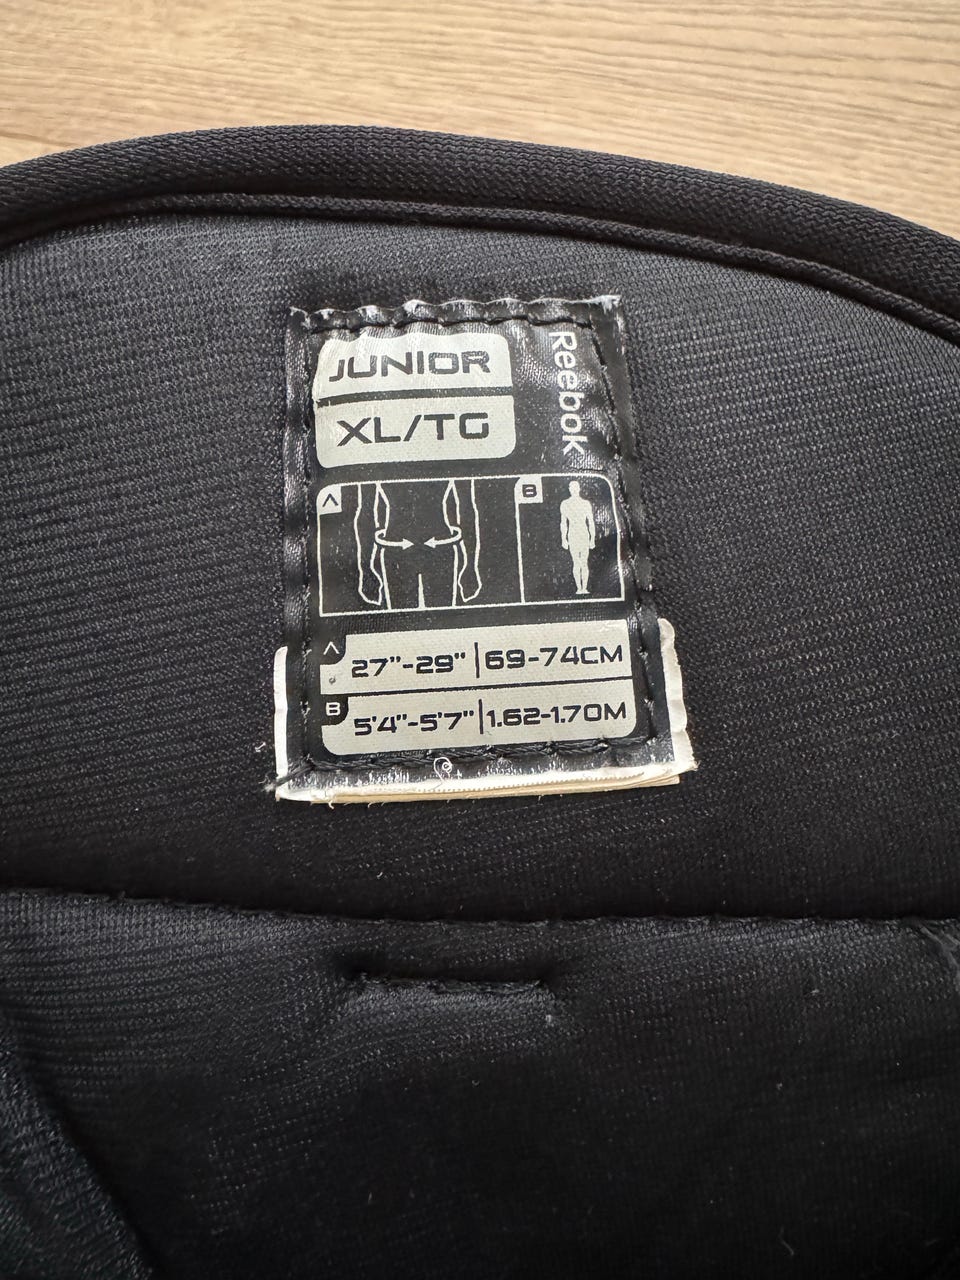 JUNIOR
XL/TG
Reebok
A
B
A 27"-29" | 69-74CM
B 5'4"-5'7" | 1.62-1.70M